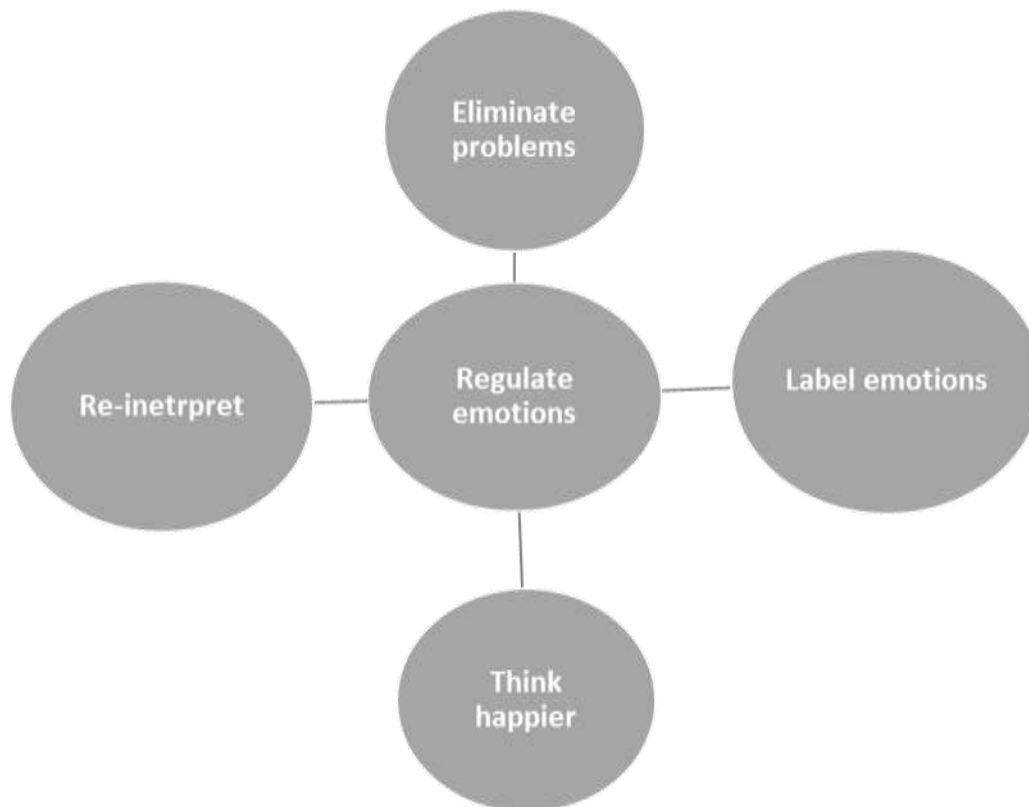 Eliminate
problems
Re-inetrpret
Regulate
emotions
Label emotions
Think
happier